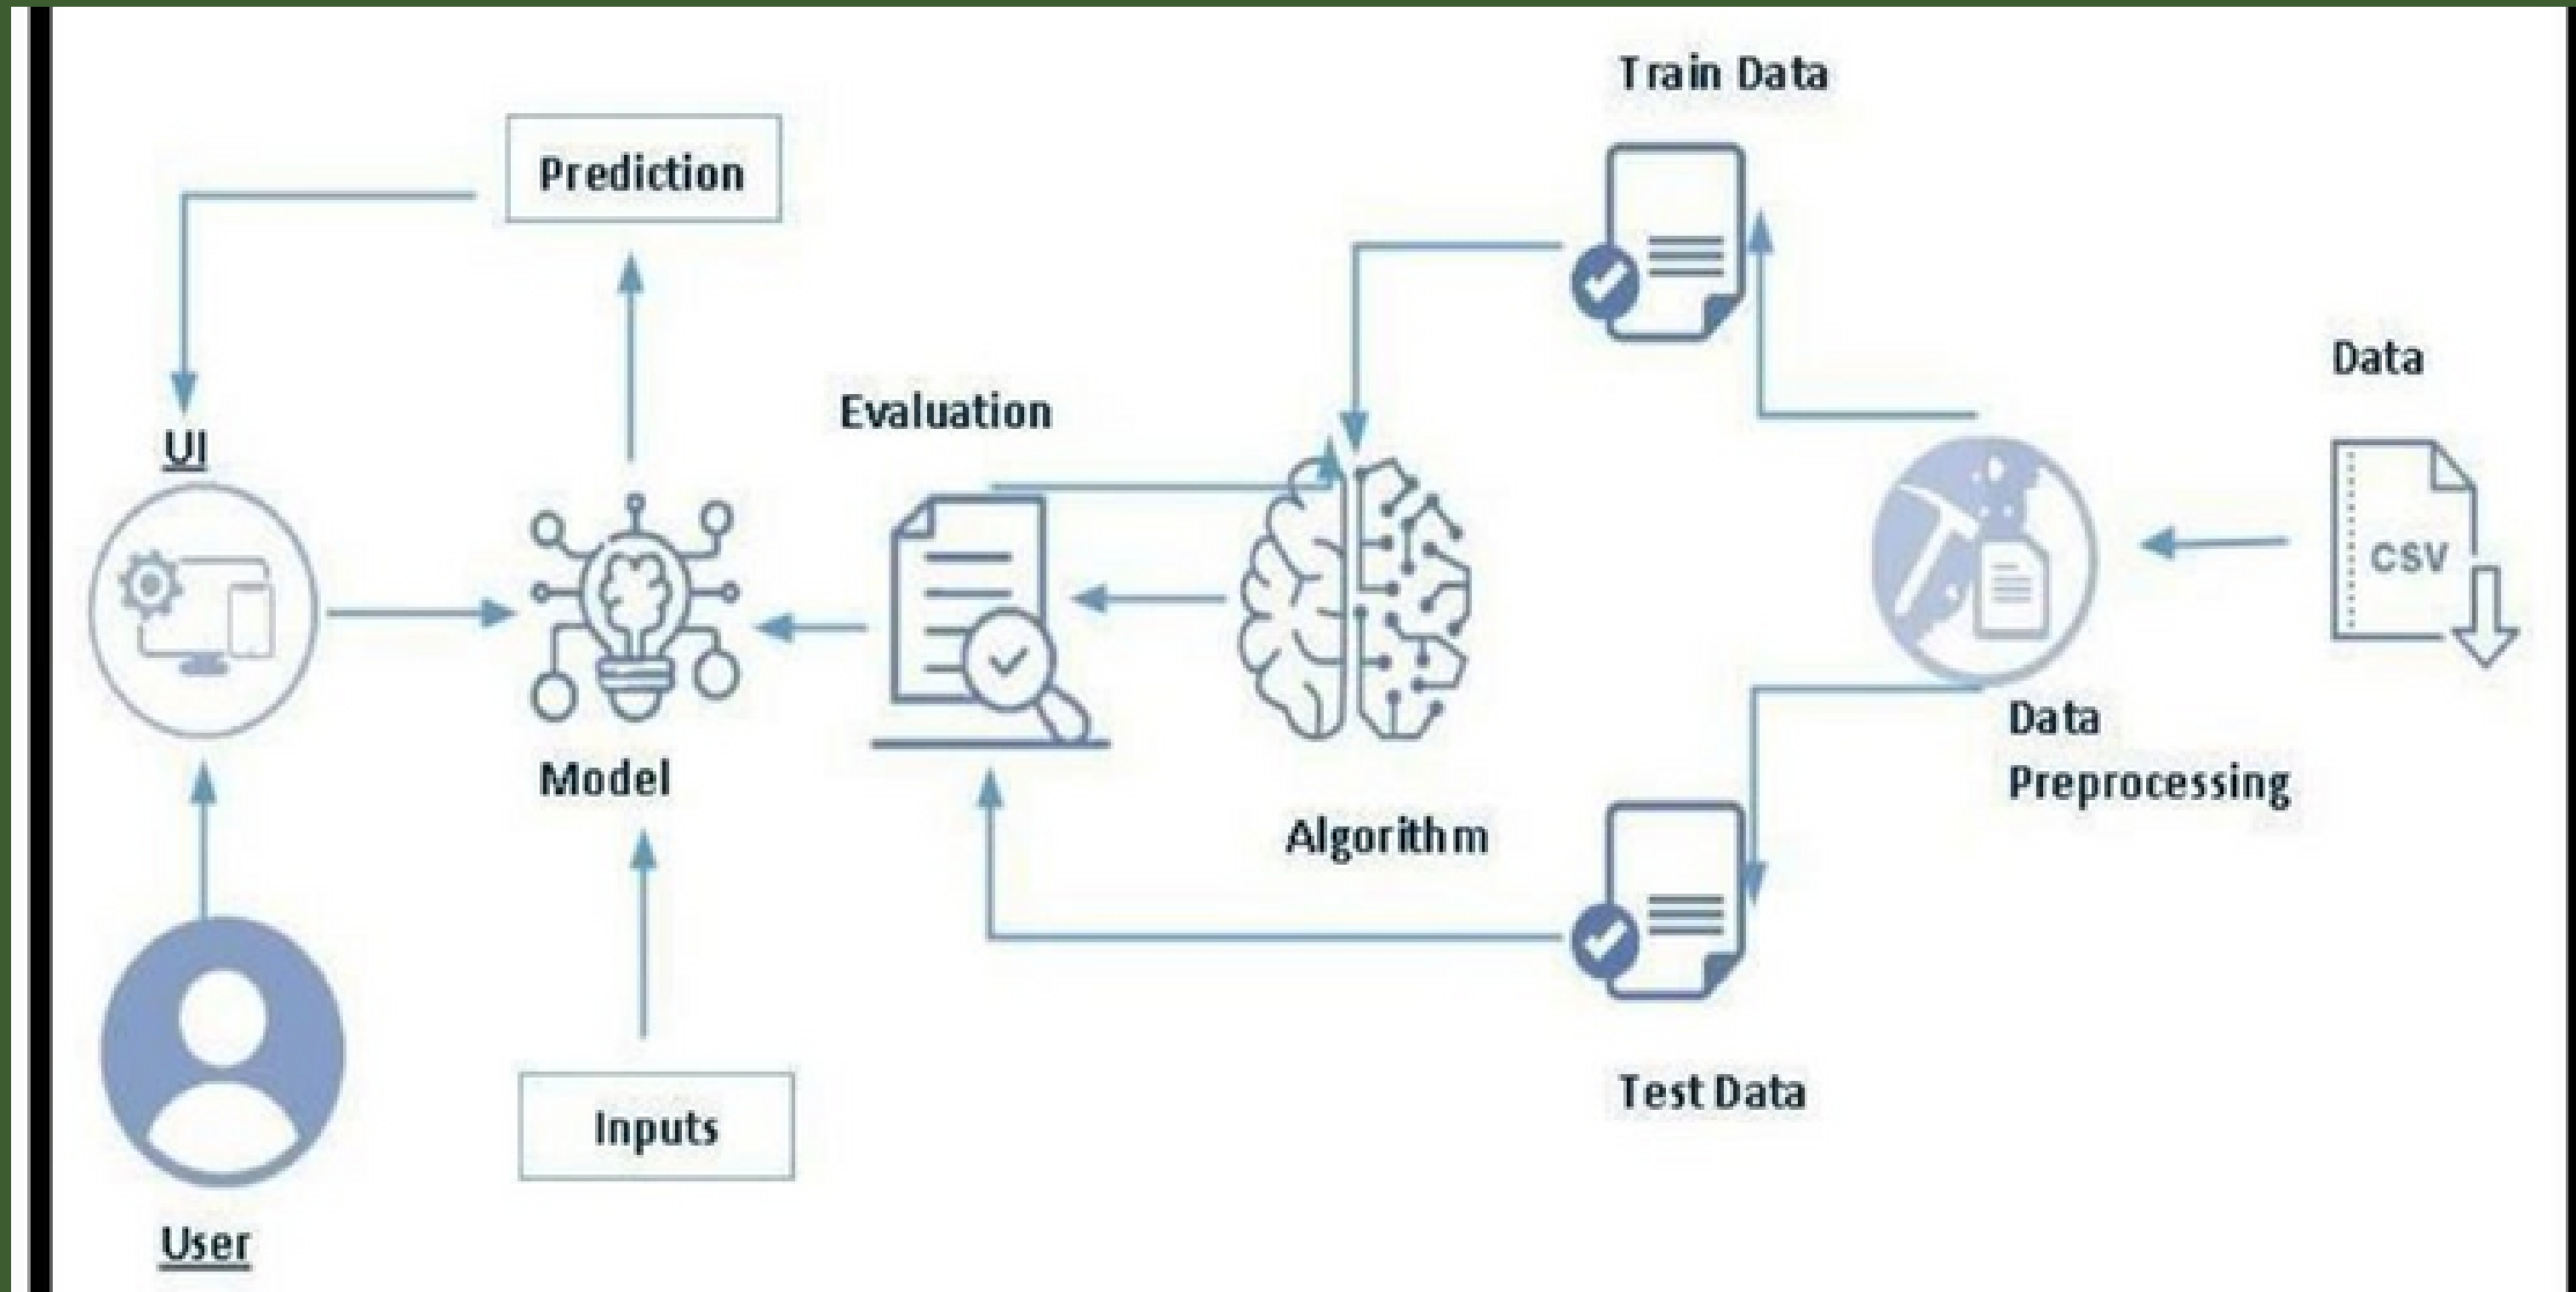 Train Data
Prediction
Data
Evaluation
UI
CSV
Data
Preprocessing
Model
Algorithm
Test Data
Inputs
User